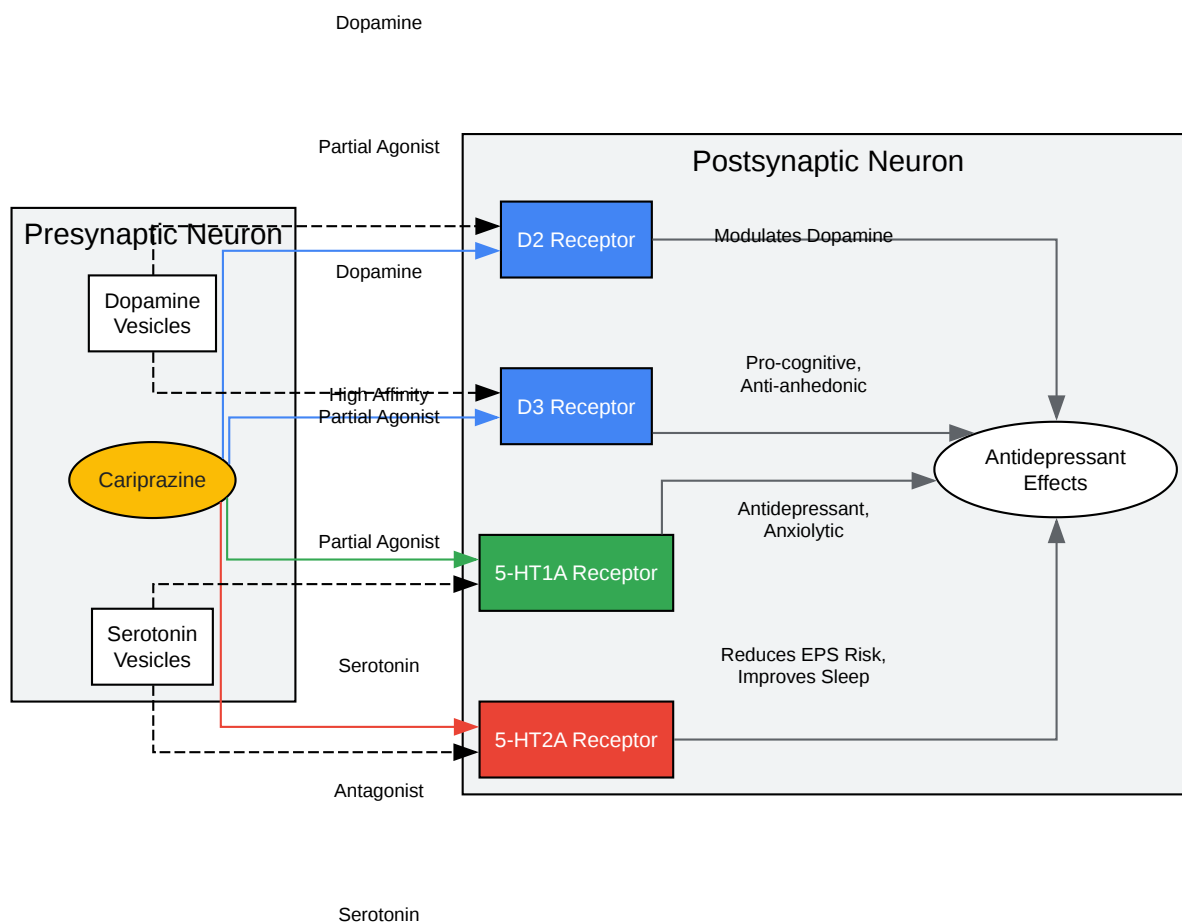 Dopamine
Partial Agonist
Postsynaptic Neuron
Presynaptic Neuron
D2 Receptor
Modulates Dopamine
Dopamine
Dopamine
Vesicles
Pro-cognitive,
Anti-anhedonic
High Affinity
Partial Agonist
D3 Receptor
Antidepressant
Effects
Cariprazine
Antidepressant,
Anxiolytic
Partial Agonist
5-HT1A Receptor
Serotonin
Vesicles
Serotonin
Reduces EPS Risk,
Improves Sleep
5-HT2A Receptor
Antagonist
Serotonin